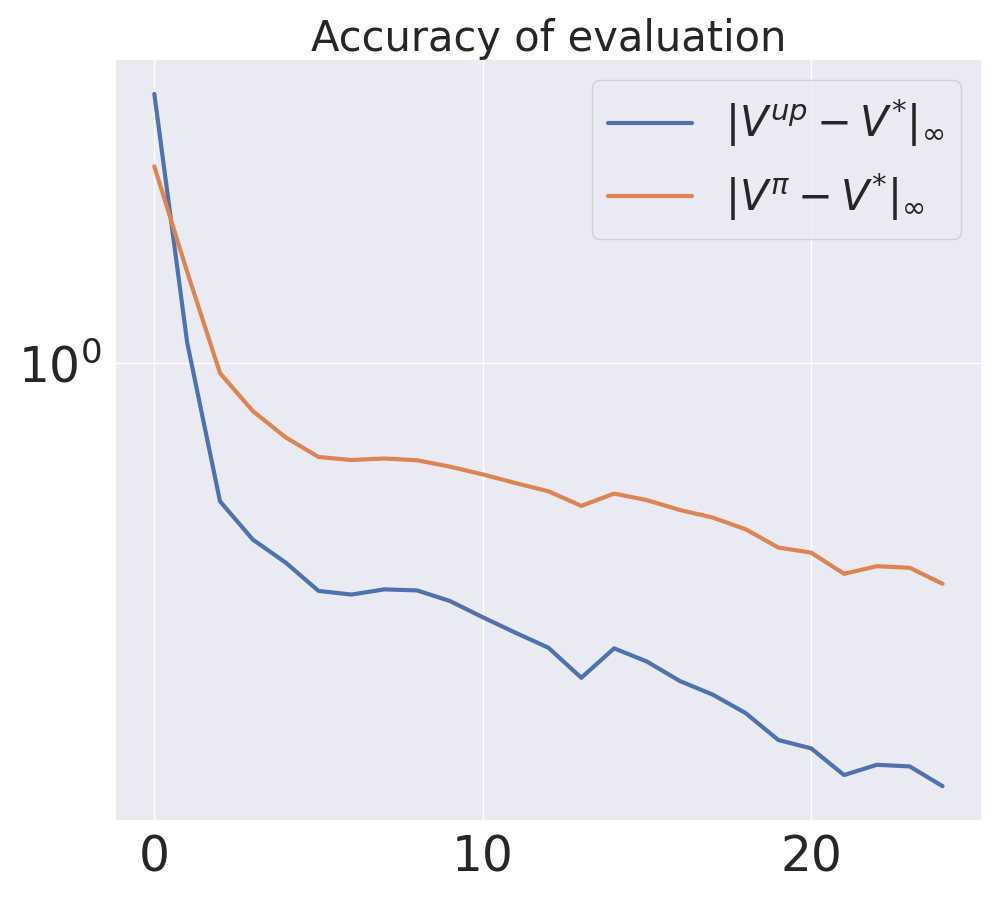 Accuracy of evaluation
|V^{up} − V^*|_∞
|V^π − V^*|_∞
10^0
0 10 20